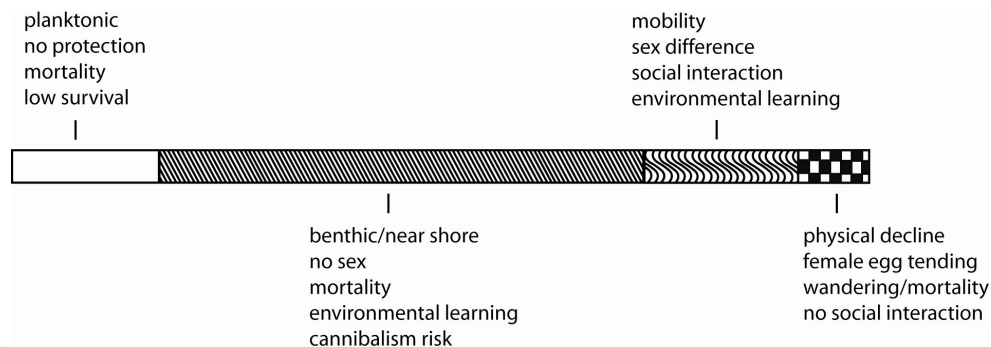 planktonic
no protection
mortality
low survival
mobility
sex difference
social interaction
environmental learning
benthic/near shore
no sex
mortality
environmental learning
cannibalism risk
physical decline
female egg tending
wandering/mortality
no social interaction